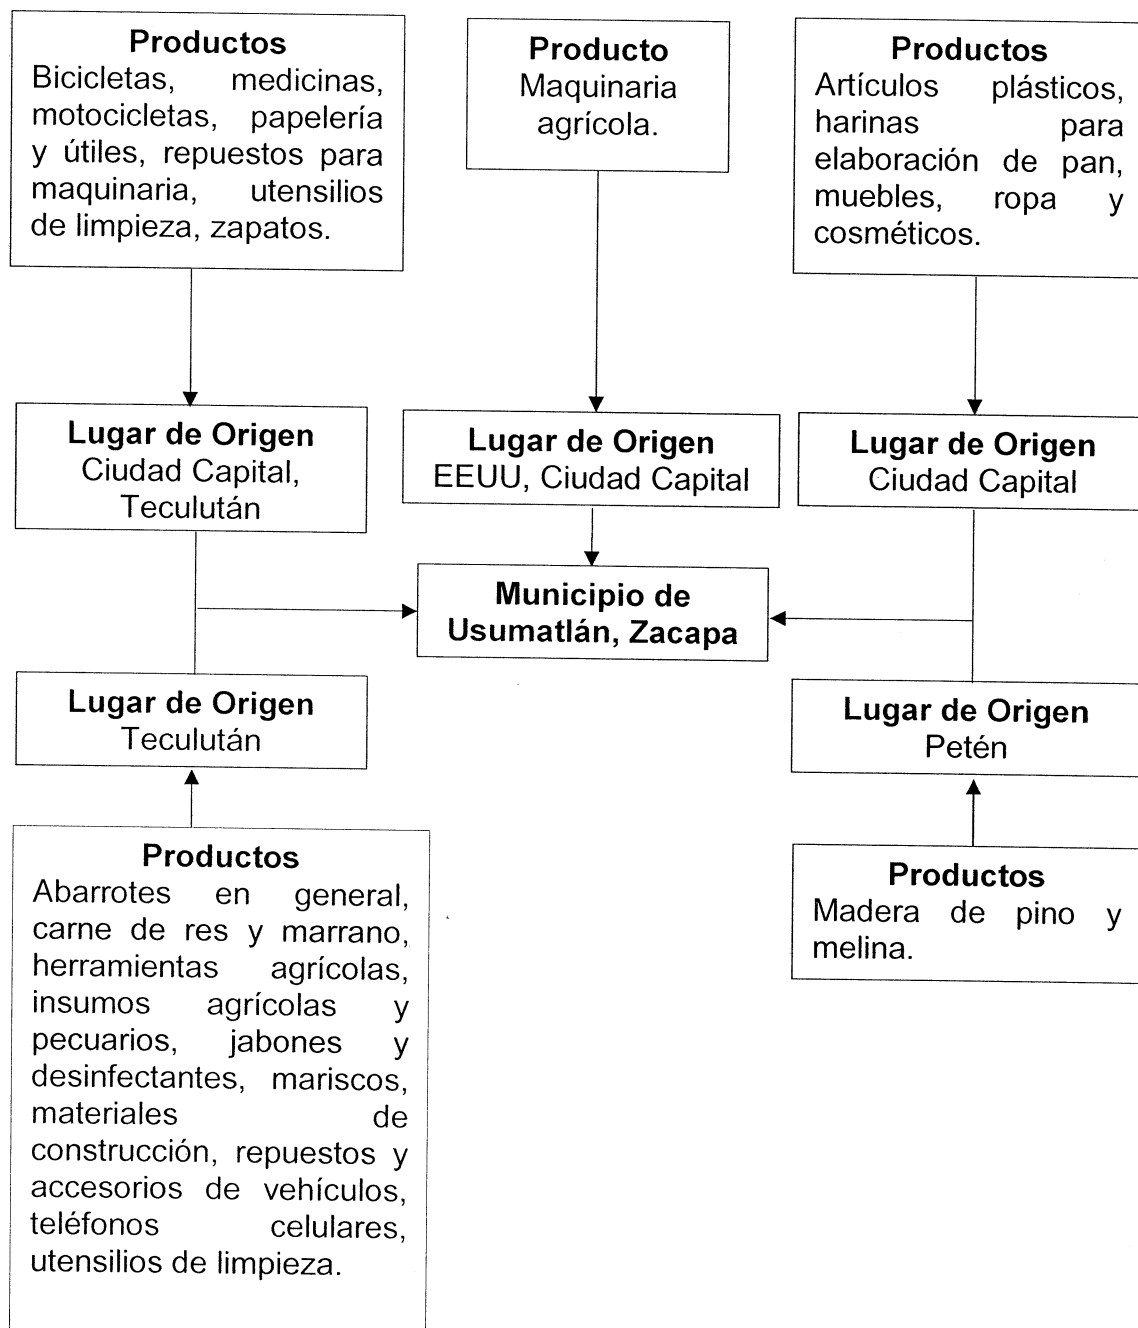 Productos
Bicicletas, medicinas,
motocicletas, papelería
y útiles, repuestos para
maquinaria, utensilios
de limpieza, zapatos.
Producto
Maquinaria
agrícola.
Productos
Artículos plásticos,
harinas para
elaboración de pan,
muebles, ropa y
cosméticos.
Lugar de Origen
Ciudad Capital,
Teculután
Lugar de Origen
EEUU, Ciudad Capital
Lugar de Origen
Ciudad Capital
Municipio de
Usumatlán, Zacapa
Lugar de Origen
Teculután
Lugar de Origen
Petén
Productos
Abarrotes en general,
carne de res y marrano,
herramientas agrícolas,
insumos agrícolas y
pecuarios, jabones y
desinfectantes, mariscos,
materiales de
construcción, repuestos y
accesorios de vehículos,
teléfonos celulares,
utensilios de limpieza.
Productos
Madera de pino y
melina.